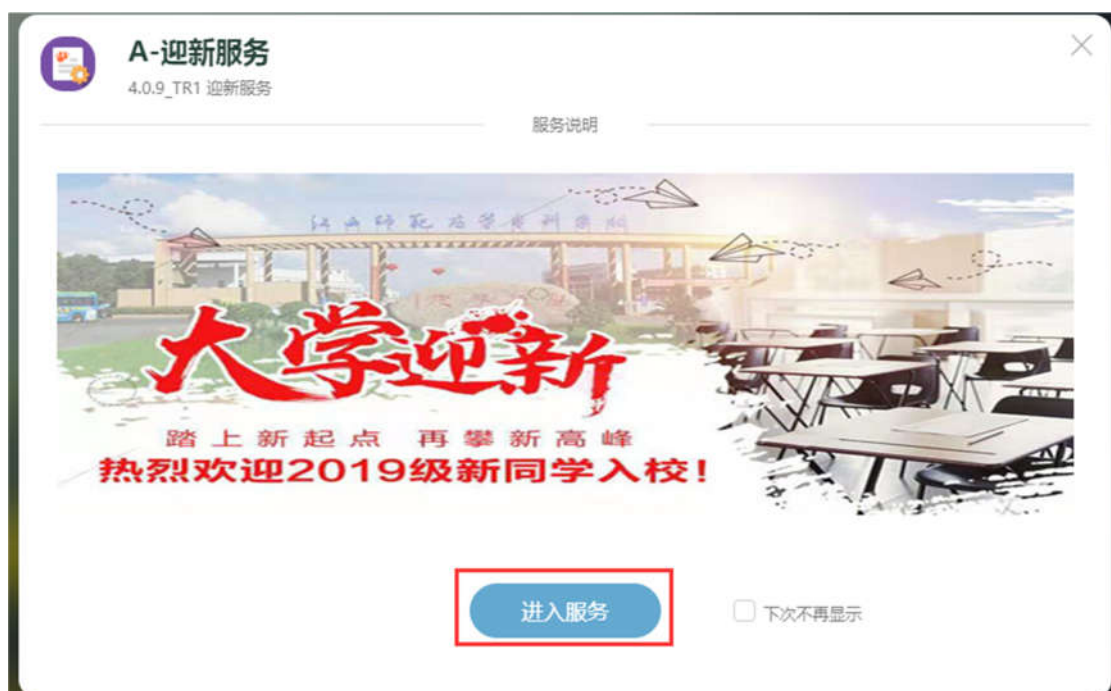 A-迎新服务
4.0.9_TR1 迎新服务
服务说明
大学迎新
踏上新起点 再攀新高峰
热烈欢迎2019级新同学入校!
进入服务
下次不再显示